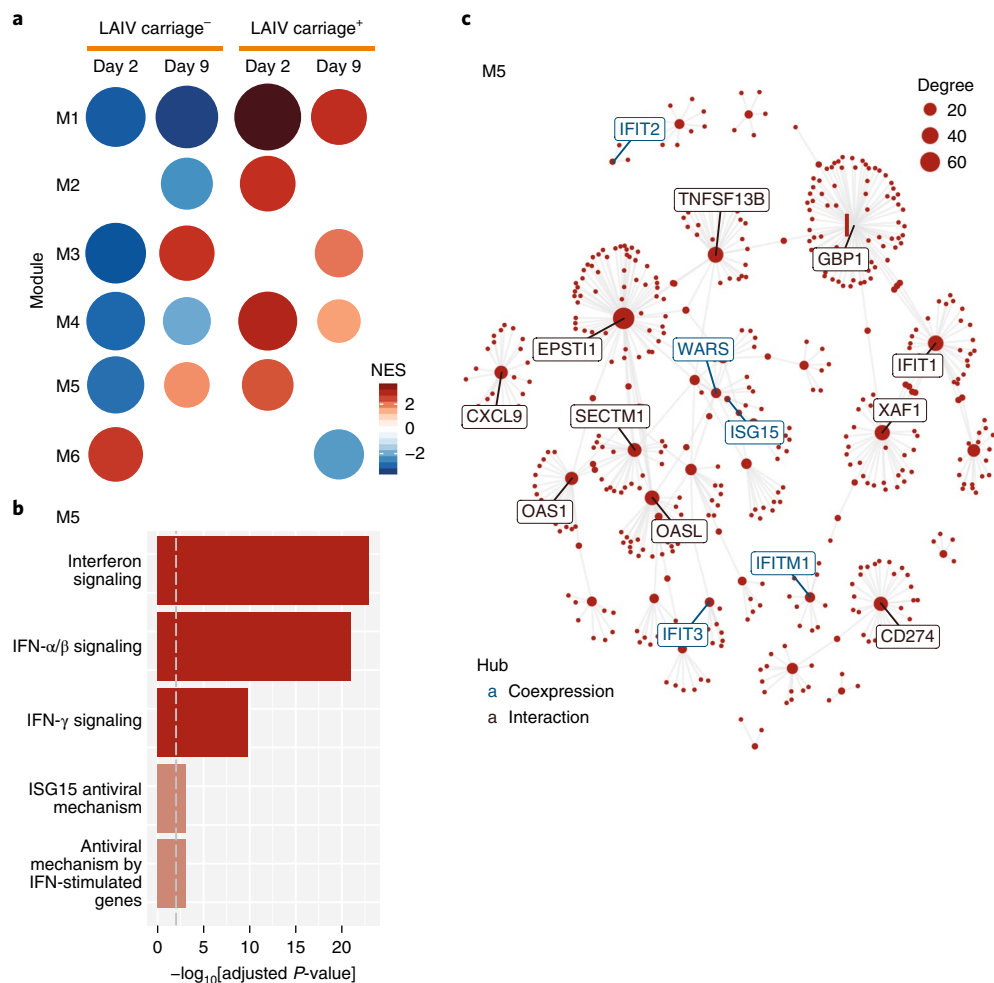 a
LAIV carriage⁻
LAIV carriage⁺
Day 2
Day 9
Day 2
Day 9
Module
M1
M2
M3
M4
M5
M6
NES
2
0
−2
b
M5
Interferon
signaling
IFN-α/β signaling
IFN-γ signaling
ISG15 antiviral
mechanism
Antiviral
mechanism by
IFN-stimulated
genes
0
5
10
15
20
−log₁₀[adjusted P-value]
c
M5
Degree
20
40
60
IFIT2
TNFSF13B
GBP1
EPSTI1
WARS
IFIT1
CXCL9
SECTM1
XAF1
ISG15
OAS1
OASL
IFITM1
IFIT3
CD274
Hub
a Coexpression
a Interaction